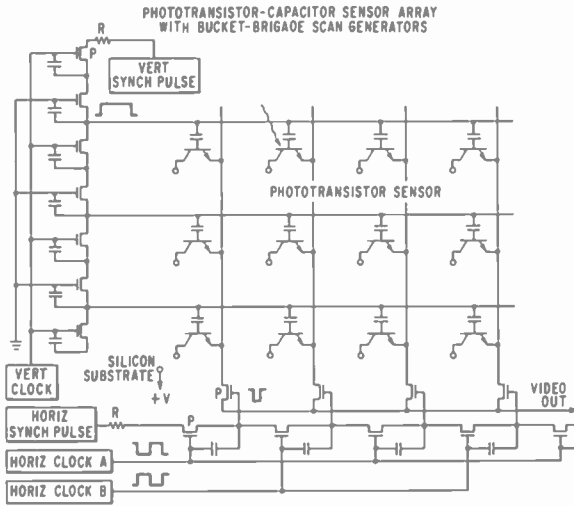 PHOTOTRANSISTOR-CAPACITOR SENSOR ARRAY
WITH BUCKET-BRIGAOE SCAN GENERATORS
R
P
VERT
SYNCH PULSE
PHOTOTRANSISTOR SENSOR
SILICON
SUBSTRATE
+V
VERT
CLOCK
P
VIDEO
OUT
HORIZ
SYNCH PULSE
R
P
HORIZ CLOCK A
HORIZ CLOCK B